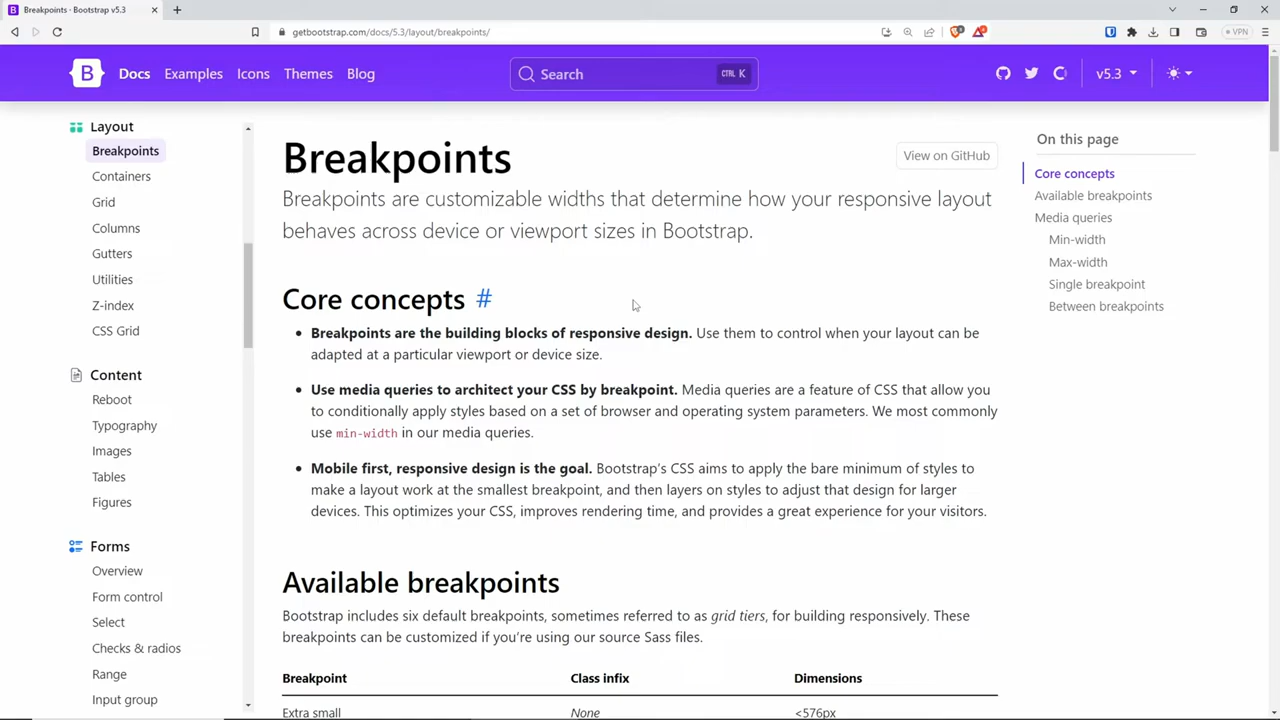 Breakpoints · Bootstrap v5.3
getbootstrap.com/docs/5.3/layout/breakpoints/
VPN
B
Docs
Examples
Icons
Themes
Blog
Search
CTRL K
v5.3
Layout
Breakpoints
Containers
Grid
Columns
Gutters
Utilities
Z-index
CSS Grid
Content
Reboot
Typography
Images
Tables
Figures
Forms
Overview
Form control
Select
Checks & radios
Range
Input group
Breakpoints
View on GitHub
Breakpoints are customizable widths that determine how your responsive layout
behaves across device or viewport sizes in Bootstrap.
Core concepts #
• Breakpoints are the building blocks of responsive design. Use them to control when your layout can be
adapted at a particular viewport or device size.
• Use media queries to architect your CSS by breakpoint. Media queries are a feature of CSS that allow you
to conditionally apply styles based on a set of browser and operating system parameters. We most commonly
use min-width in our media queries.
• Mobile first, responsive design is the goal. Bootstrap's CSS aims to apply the bare minimum of styles to
make a layout work at the smallest breakpoint, and then layers on styles to adjust that design for larger
devices. This optimizes your CSS, improves rendering time, and provides a great experience for your visitors.
Available breakpoints
Bootstrap includes six default breakpoints, sometimes referred to as grid tiers, for building responsively. These
breakpoints can be customized if you're using our source Sass files.
Breakpoint Class infix Dimensions
Extra small None <576px
On this page
Core concepts
Available breakpoints
Media queries
Min-width
Max-width
Single breakpoint
Between breakpoints